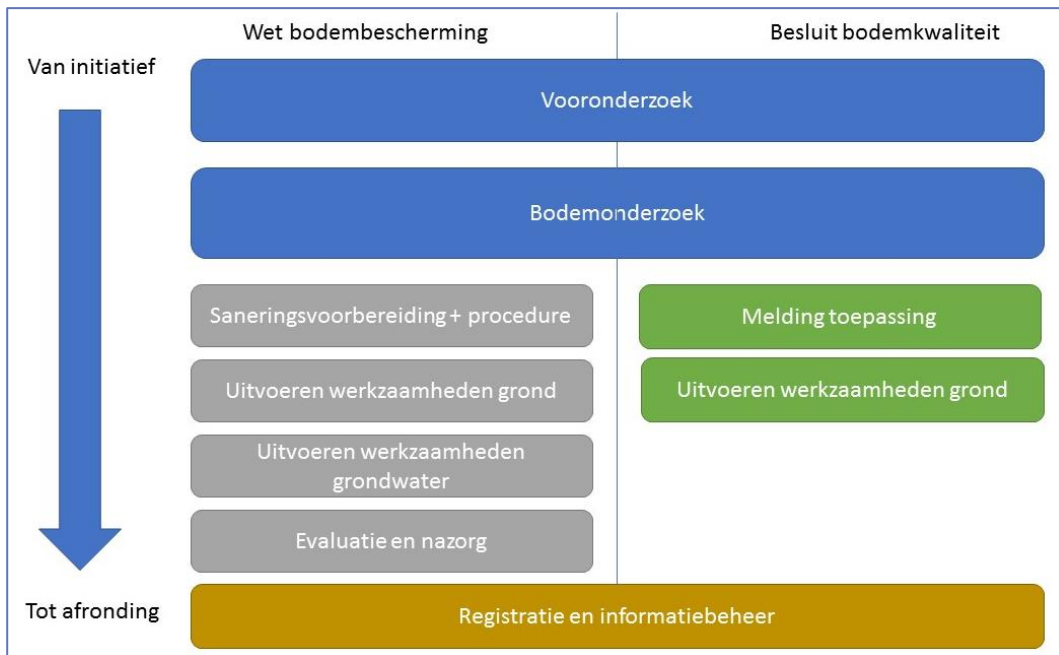 Wet bodembescherming
Besluit bodemkwaliteit
Van initiatief
Vooronderzoek
Bodemonderzoek
Saneringsvoorbereiding + procedure
Melding toepassing
Uitvoeren werkzaamheden grond
Uitvoeren werkzaamheden grond
Uitvoeren werkzaamheden
grondwater
Evaluatie en nazorg
Tot afronding
Registratie en informatiebeheer